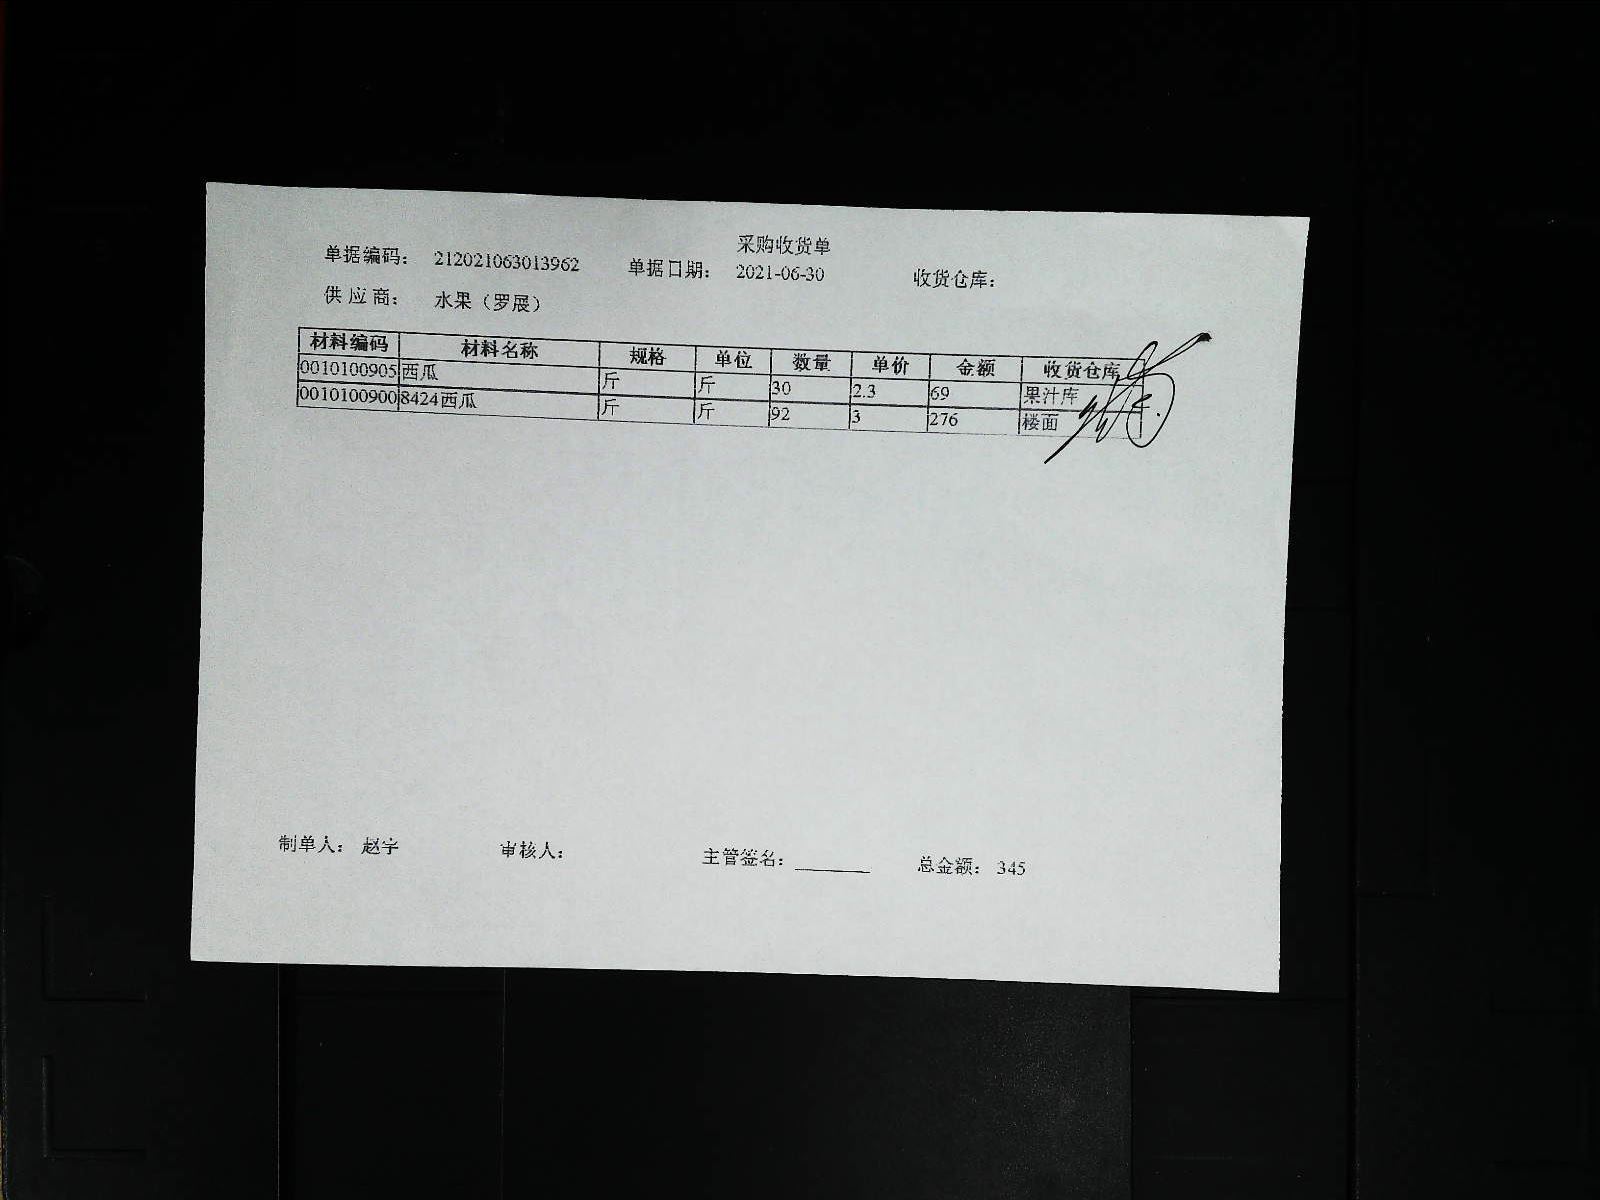 采购收货单
单据编码： 212021063013962 单据日期： 2021-06-30 收货仓库：
供 应 商： 水果（罗展）
材料编码 材料名称 规格 单位 数量 单价 金额 收货仓库
0010100905 西瓜 斤 斤 30 2.3 69 果汁库
0010100900 8424西瓜 斤 斤 92 3 276 楼面
制单人： 赵宇 审核人： 主管签名： ________ 总金额： 345